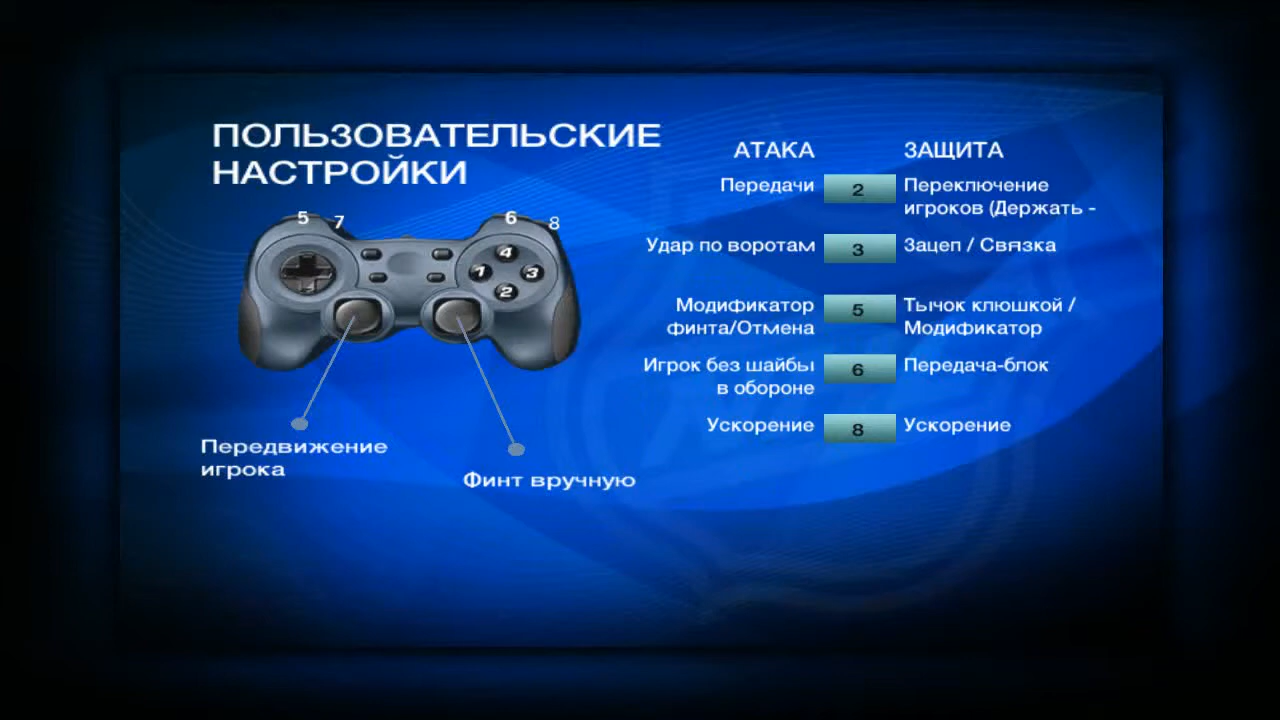 ПОЛЬЗОВАТЕЛЬСКИЕ
НАСТРОЙКИ
5 7 6 8
4
1 3
2
Передвижение
игрока
Финт вручную
АТАКА ЗАЩИТА
Передачи 2 Переключение
игроков (Держать -
Удар по воротам 3 Зацеп / Связка
Модификатор 5 Тычок клюшкой /
финта/Отмена Модификатор
Игрок без шайбы 6 Передача-блок
в обороне
Ускорение 8 Ускорение